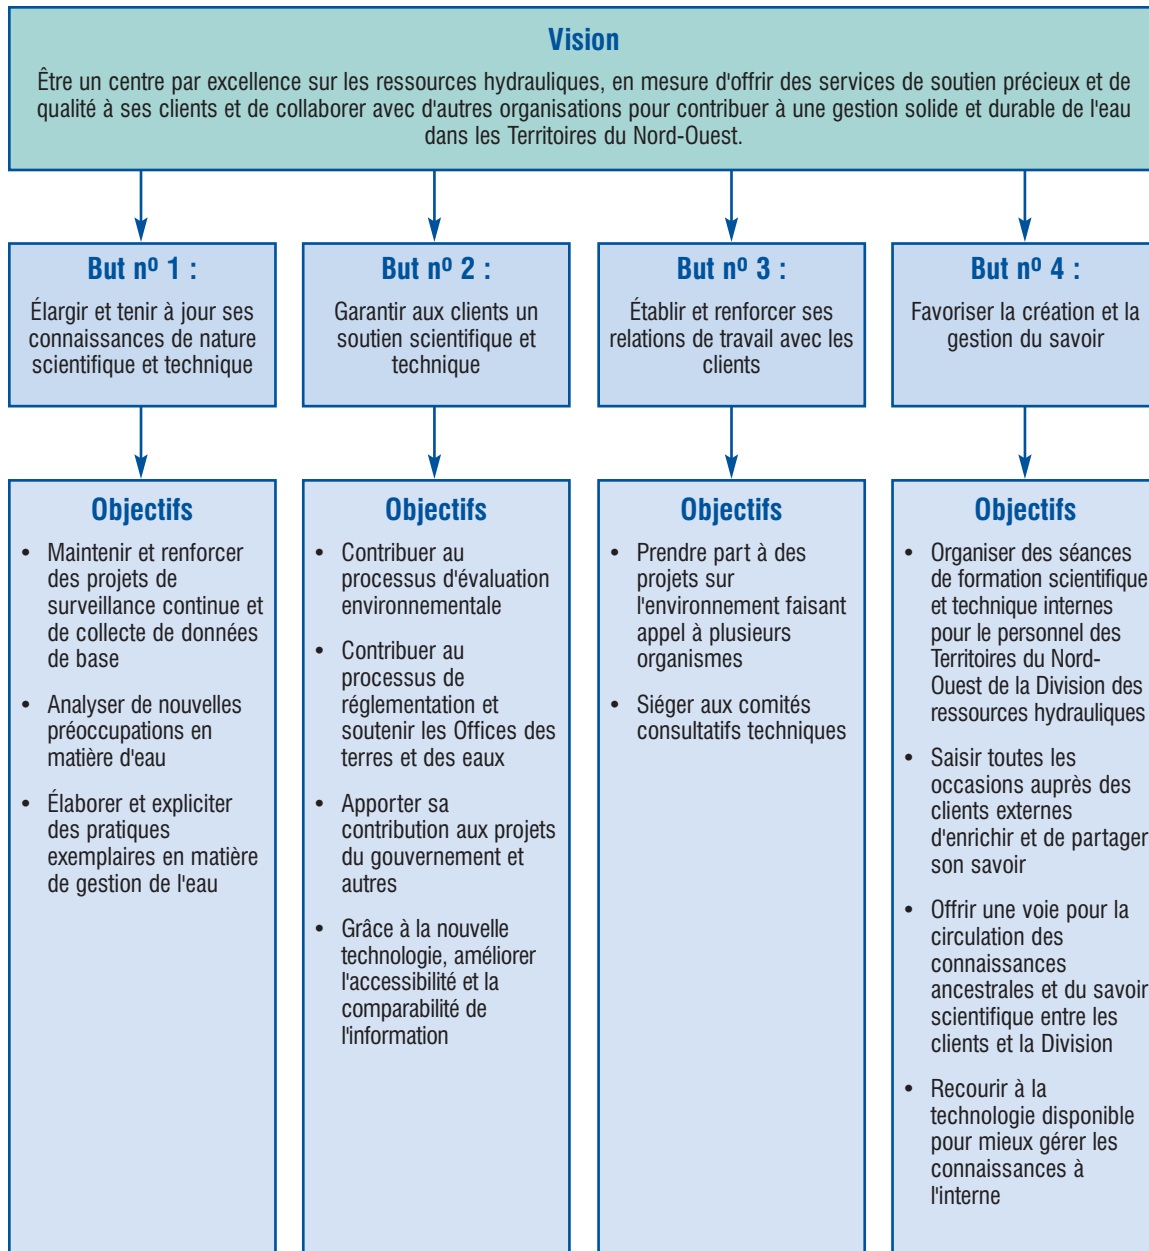 Vision
Être un centre par excellence sur les ressources hydrauliques, en mesure d'offrir des services de soutien précieux et de
qualité à ses clients et de collaborer avec d'autres organisations pour contribuer à une gestion solide et durable de l'eau
dans les Territoires du Nord-Ouest.
But nº 1 :
Élargir et tenir à jour ses
connaissances de nature
scientifique et technique
But nº 2 :
Garantir aux clients un
soutien scientifique et
technique
But nº 3 :
Établir et renforcer ses
relations de travail avec les
clients
But nº 4 :
Favoriser la création et la
gestion du savoir
Objectifs
• Maintenir et renforcer
des projets de
surveillance continue et
de collecte de données
de base
• Analyser de nouvelles
préoccupations en
matière d'eau
• Élaborer et expliciter
des pratiques
exemplaires en matière
de gestion de l'eau
Objectifs
• Contribuer au
processus d'évaluation
environnementale
• Contribuer au
processus de
réglementation et
soutenir les Offices des
terres et des eaux
• Apporter sa
contribution aux projets
du gouvernement et
autres
• Grâce à la nouvelle
technologie, améliorer
l'accessibilité et la
comparabilité de
l'information
Objectifs
• Prendre part à des
projets sur
l'environnement faisant
appel à plusieurs
organismes
• Siéger aux comités
consultatifs techniques
Objectifs
• Organiser des séances
de formation scientifique
et technique internes
pour le personnel des
Territoires du Nord-
Ouest de la Division des
ressources hydrauliques
• Saisir toutes les
occasions auprès des
clients externes
d'enrichir et de partager
son savoir
• Offrir une voie pour la
circulation des
connaissances
ancestrales et du savoir
scientifique entre les
clients et la Division
• Recourir à la
technologie disponible
pour mieux gérer les
connaissances à
l'interne